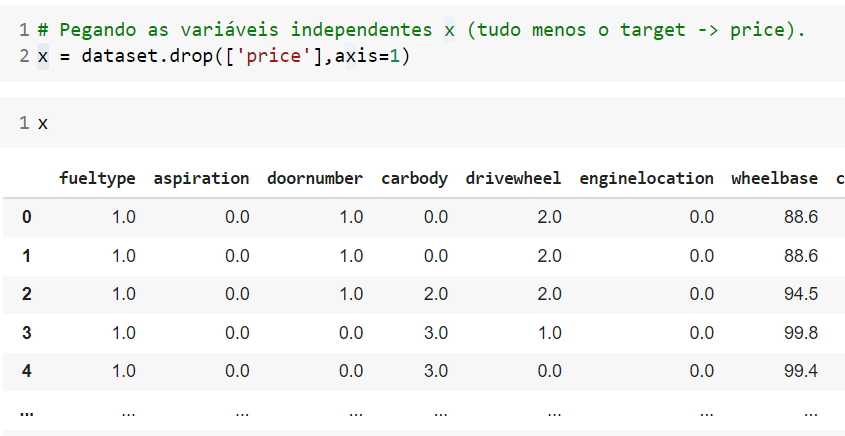 1 # Pegando as variáveis independentes x (tudo menos o target -> price).
2 x = dataset.drop(['price'],axis=1)
1 x
fueltype aspiration doornumber carbody drivewheel enginelocation wheelbase c
0 1.0 0.0 1.0 0.0 2.0 0.0 88.6
1 1.0 0.0 1.0 0.0 2.0 0.0 88.6
2 1.0 0.0 1.0 2.0 2.0 0.0 94.5
3 1.0 0.0 0.0 3.0 1.0 0.0 99.8
4 1.0 0.0 0.0 3.0 0.0 0.0 99.4
... ... ... ... ... ... ... ...